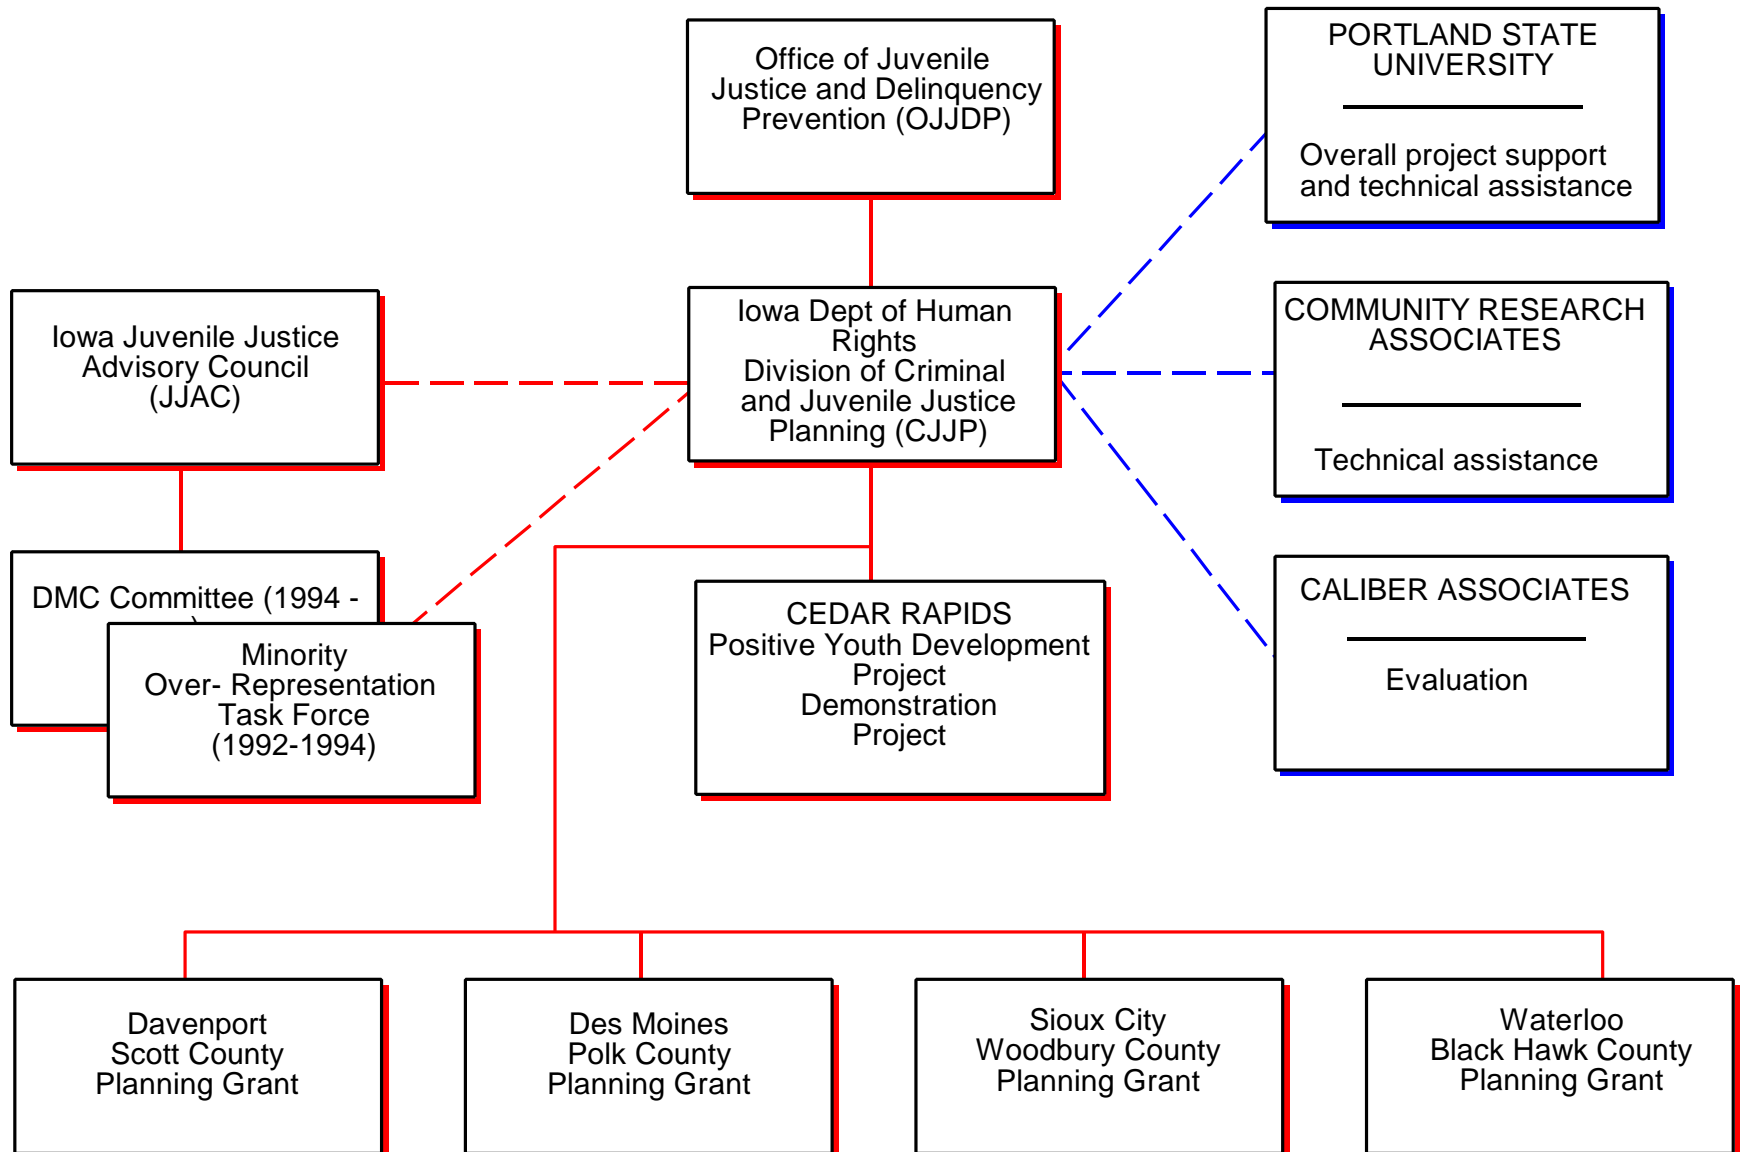 Office of Juvenile
Justice and Delinquency
Prevention (OJJDP)
PORTLAND STATE
UNIVERSITY
Overall project support
and technical assistance
Iowa Juvenile Justice
Advisory Council
(JJAC)
Iowa Dept of Human
Rights
Division of Criminal
and Juvenile Justice
Planning (CJJP)
COMMUNITY RESEARCH
ASSOCIATES
Technical assistance
DMC Committee (1994 -
)
Minority
Over- Representation
Task Force
(1992-1994)
CEDAR RAPIDS
Positive Youth Development
Project
Demonstration
Project
CALIBER ASSOCIATES
Evaluation
Davenport
Scott County
Planning Grant
Des Moines
Polk County
Planning Grant
Sioux City
Woodbury County
Planning Grant
Waterloo
Black Hawk County
Planning Grant